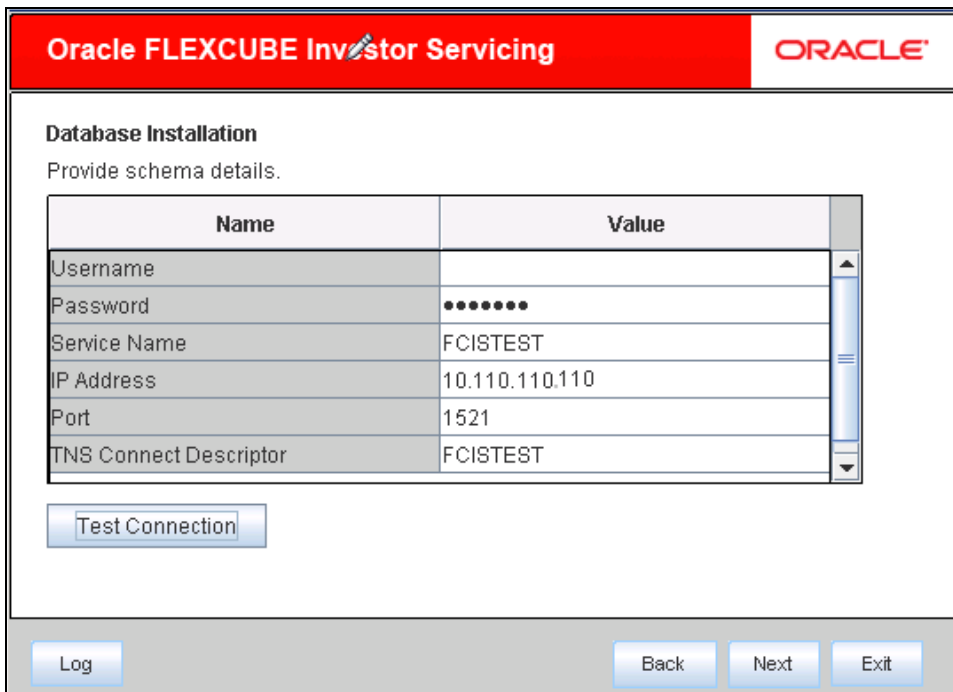 Oracle FLEXCUBE Investor Servicing
ORACLE
Database Installation
Provide schema details.
Name Value
Username
Password •••••••
Service Name FCISTEST
IP Address 10.110.110.110
Port 1521
TNS Connect Descriptor FCISTEST
Test Connection
Log Back Next Exit